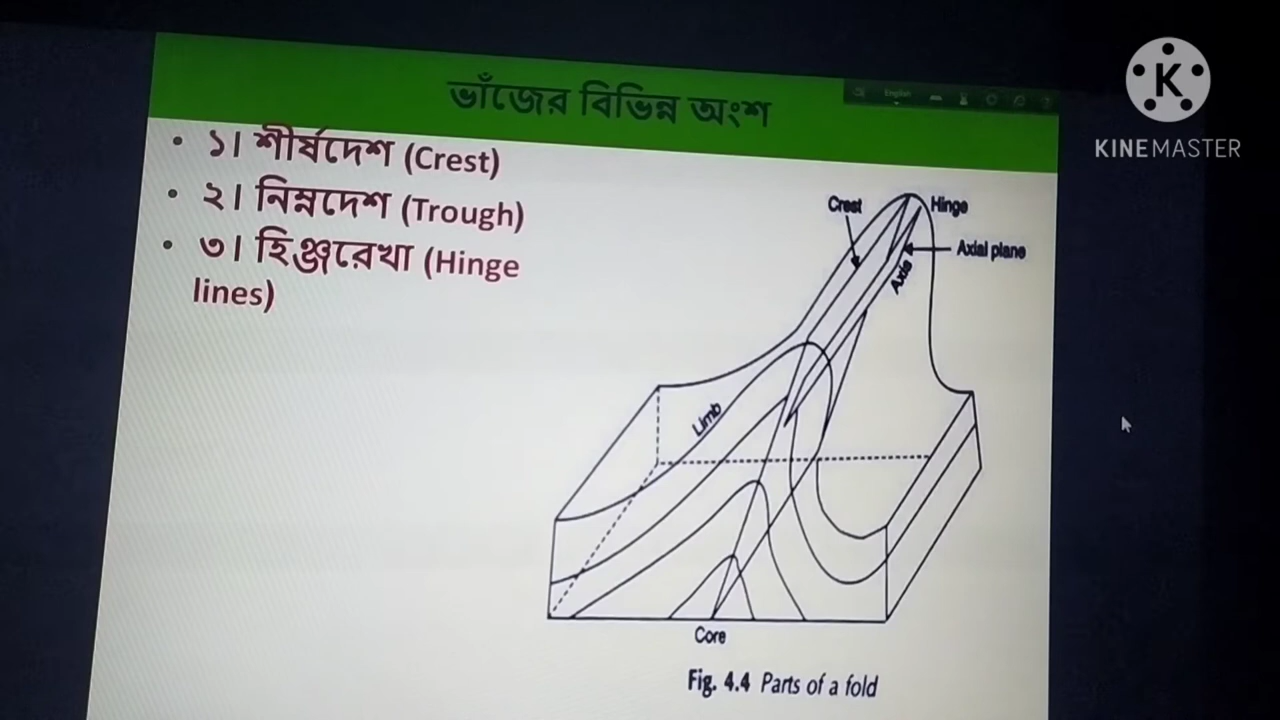 ভাঁজের বিভিন্ন অংশ
English
KINEMASTER
• ১। শীর্ষদেশ (Crest)
• ২। নিম্নদেশ (Trough)
• ৩। হিঞ্জরেখা (Hinge
lines)
Crest
Hinge
Axial plane
Axis
Limb
Core
Fig. 4.4 Parts of a fold